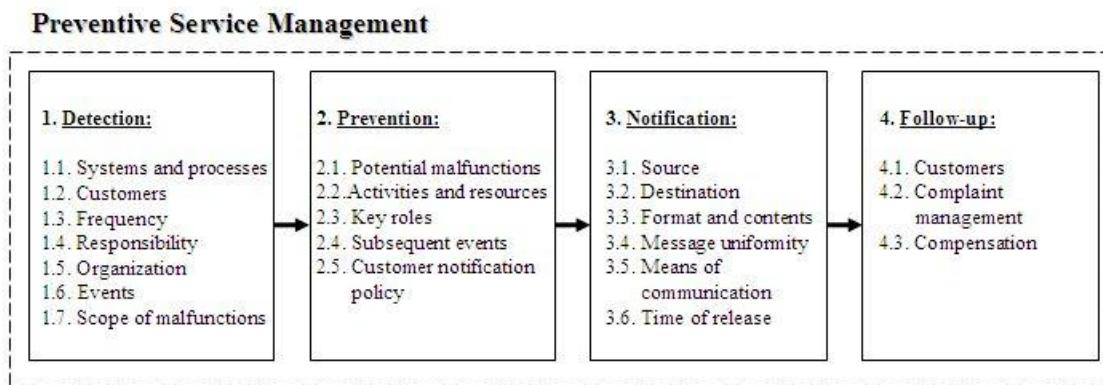 Preventive Service Management
1. Detection:
1.1. Systems and processes
1.2. Customers
1.3. Frequency
1.4. Responsibility
1.5. Organization
1.6. Events
1.7. Scope of malfunctions
2. Prevention:
2.1. Potential malfunctions
2.2. Activities and resources
2.3. Key roles
2.4. Subsequent events
2.5. Customer notification
policy
3. Notification:
3.1. Source
3.2. Destination
3.3. Format and contents
3.4. Message uniformity
3.5. Means of
communication
3.6. Time of release
4. Follow-up:
4.1. Customers
4.2. Complaint
management
4.3. Compensation